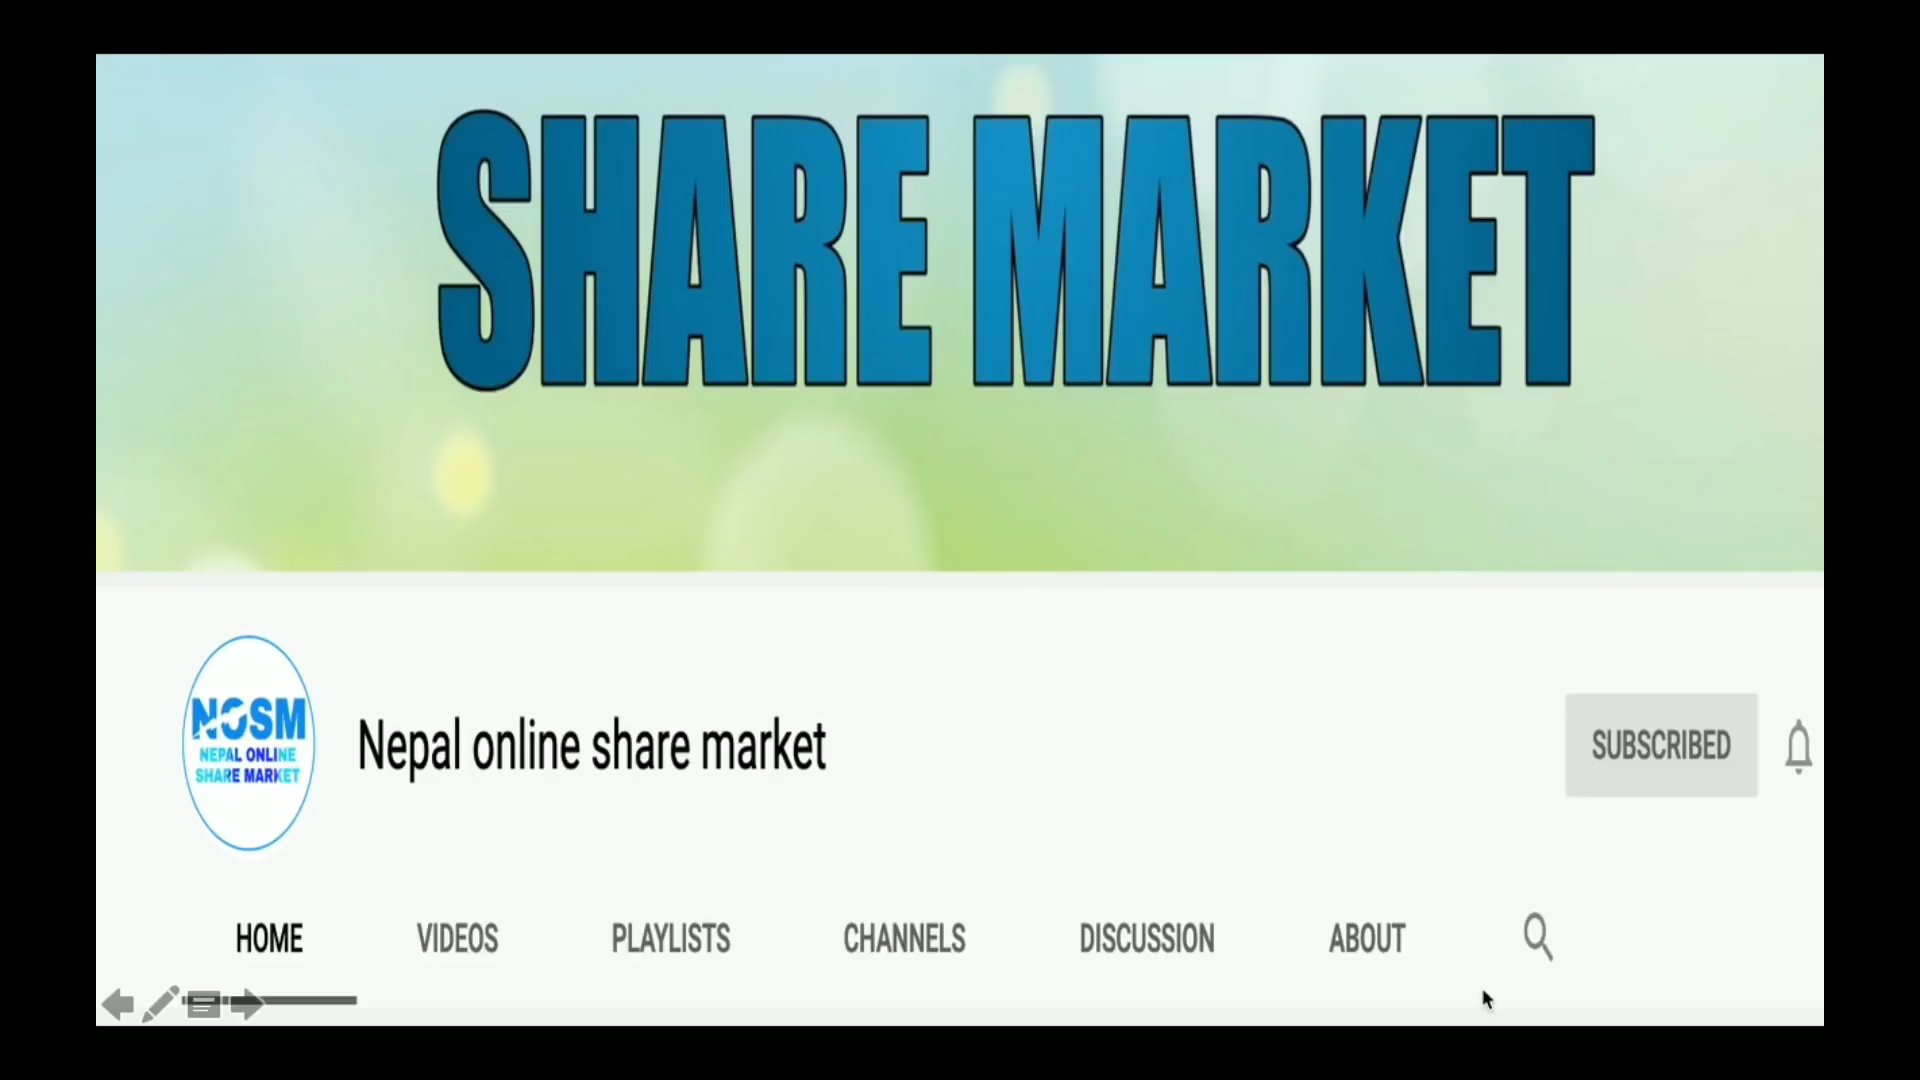 SHARE MARKET
NOSM
NEPAL ONLINE
SHARE MARKET
Nepal online share market
SUBSCRIBED
HOME VIDEOS PLAYLISTS CHANNELS DISCUSSION ABOUT